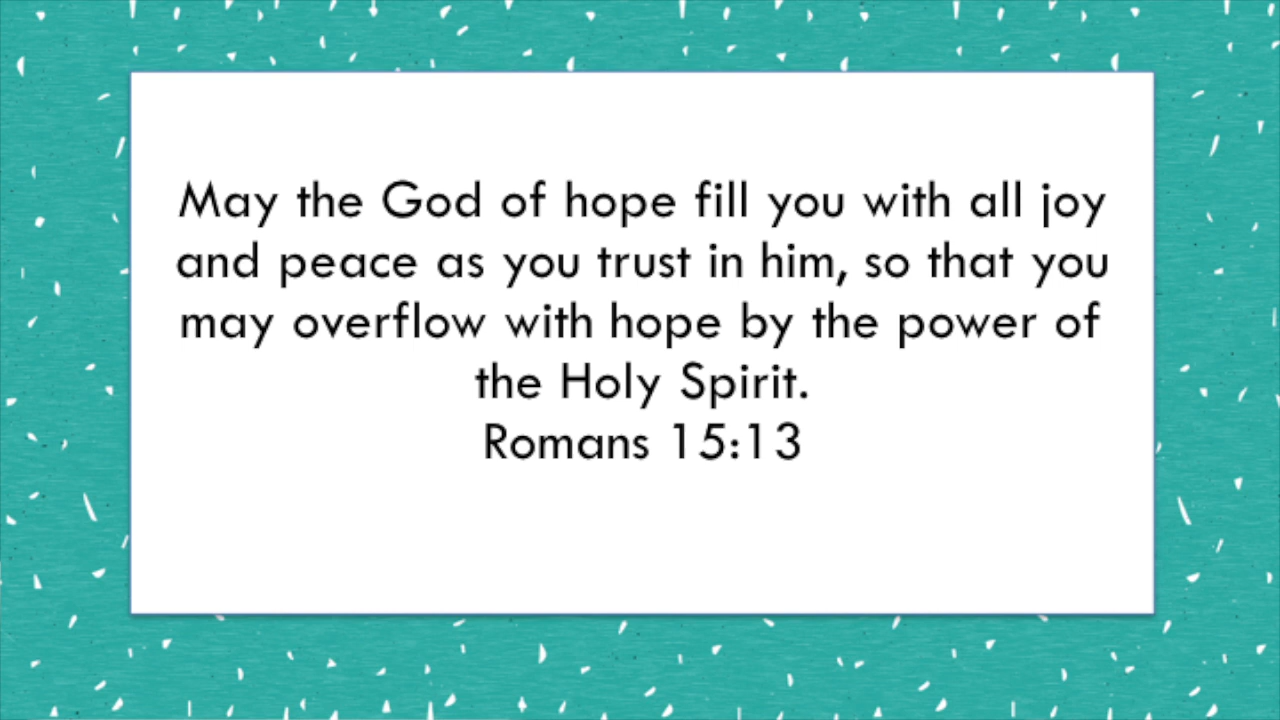 May the God of hope fill you with all joy
and peace as you trust in him, so that you
may overflow with hope by the power of
the Holy Spirit.
Romans 15:13